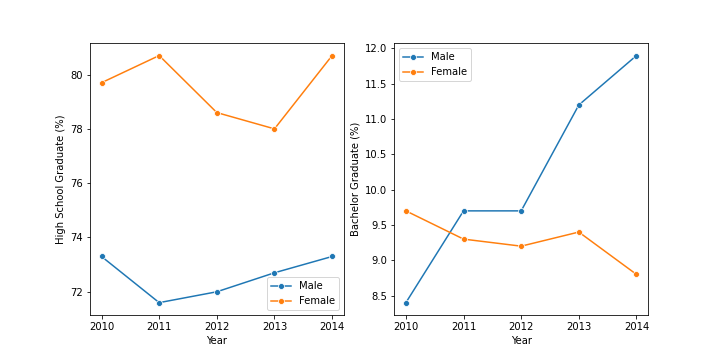 High School Graduate (%)
80
78
76
74
72
2010 2011 2012 2013 2014
Year
Male
Female
Bachelor Graduate (%)
12.0
11.5
11.0
10.5
10.0
9.5
9.0
8.5
2010 2011 2012 2013 2014
Year
Male
Female